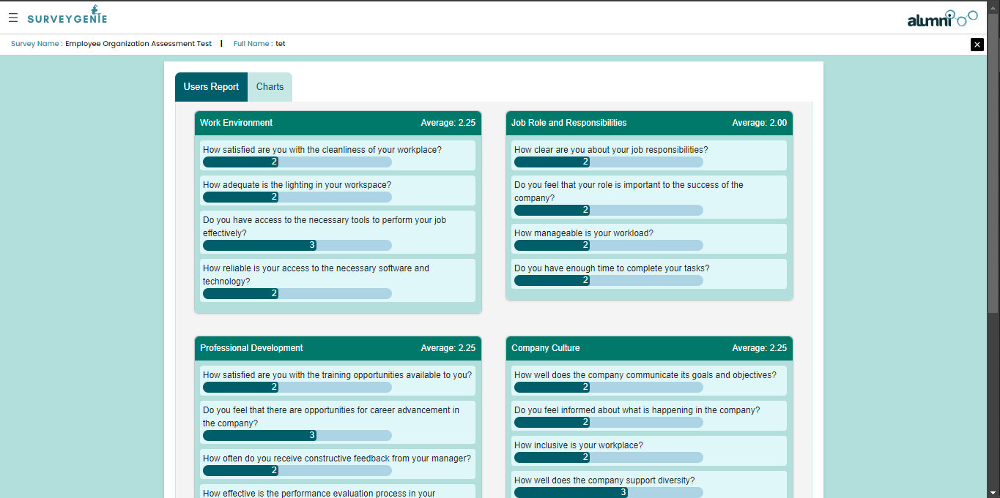 SURVEYGENIE
alumni
Survey Name : Employee Organization Assessment Test | Full Name : tet
Users Report
Charts
Work Environment Average: 2.25
How satisfied are you with the cleanliness of your workplace?
2
How adequate is the lighting in your workspace?
2
Do you have access to the necessary tools to perform your job
effectively?
3
How reliable is your access to the necessary software and
technology?
2
Job Role and Responsibilities Average: 2.00
How clear are you about your job responsibilities?
2
Do you feel that your role is important to the success of the
company?
2
How manageable is your workload?
2
Do you have enough time to complete your tasks?
2
Professional Development Average: 2.25
How satisfied are you with the training opportunities available to you?
2
Do you feel that there are opportunities for career advancement in
the company?
3
How often do you receive constructive feedback from your manager?
2
How effective is the performance evaluation process in your
Company Culture Average: 2.25
How well does the company communicate its goals and objectives?
2
Do you feel informed about what is happening in the company?
2
How inclusive is your workplace?
2
How well does the company support diversity?
3